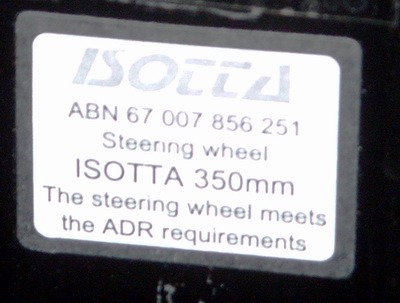 ISOTTA
ABN 67 007 856 251
Steering wheel
ISOTTA 350mm
The steering wheel meets
the ADR requirements